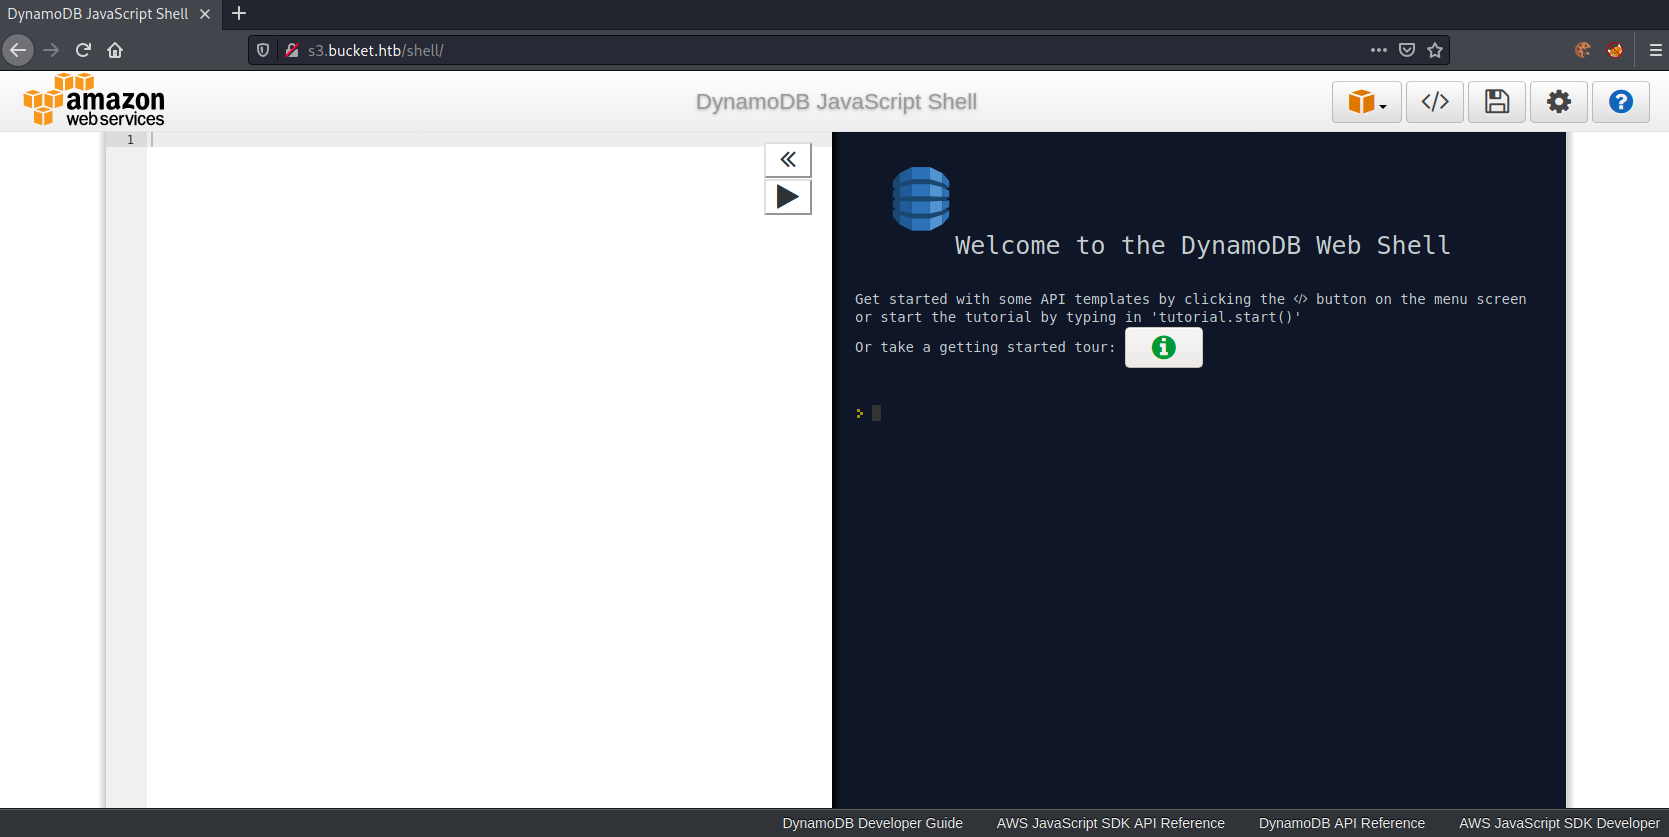 DynamoDB JavaScript Shell
s3.bucket.htb/shell/
amazon
webservices
DynamoDB JavaScript Shell
1
Welcome to the DynamoDB Web Shell
Get started with some API templates by clicking the </> button on the menu screen
or start the tutorial by typing in 'tutorial.start()'
Or take a getting started tour:
>
DynamoDB Developer Guide AWS JavaScript SDK API Reference DynamoDB API Reference AWS JavaScript SDK Developer